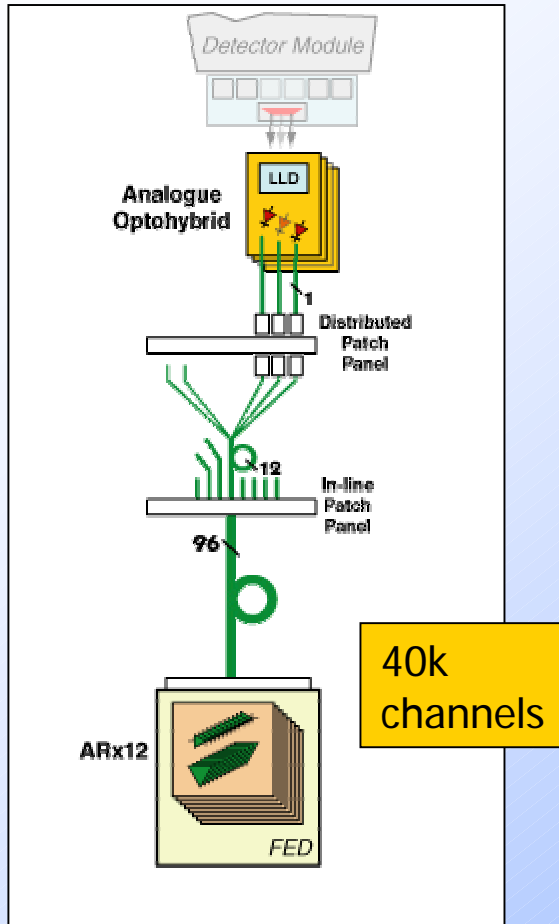 Detector Module
LLD
Analogue
Optohybrid
1
Distributed
Patch
Panel
12
In-line
Patch
Panel
96
40k
channels
ARx12
FED